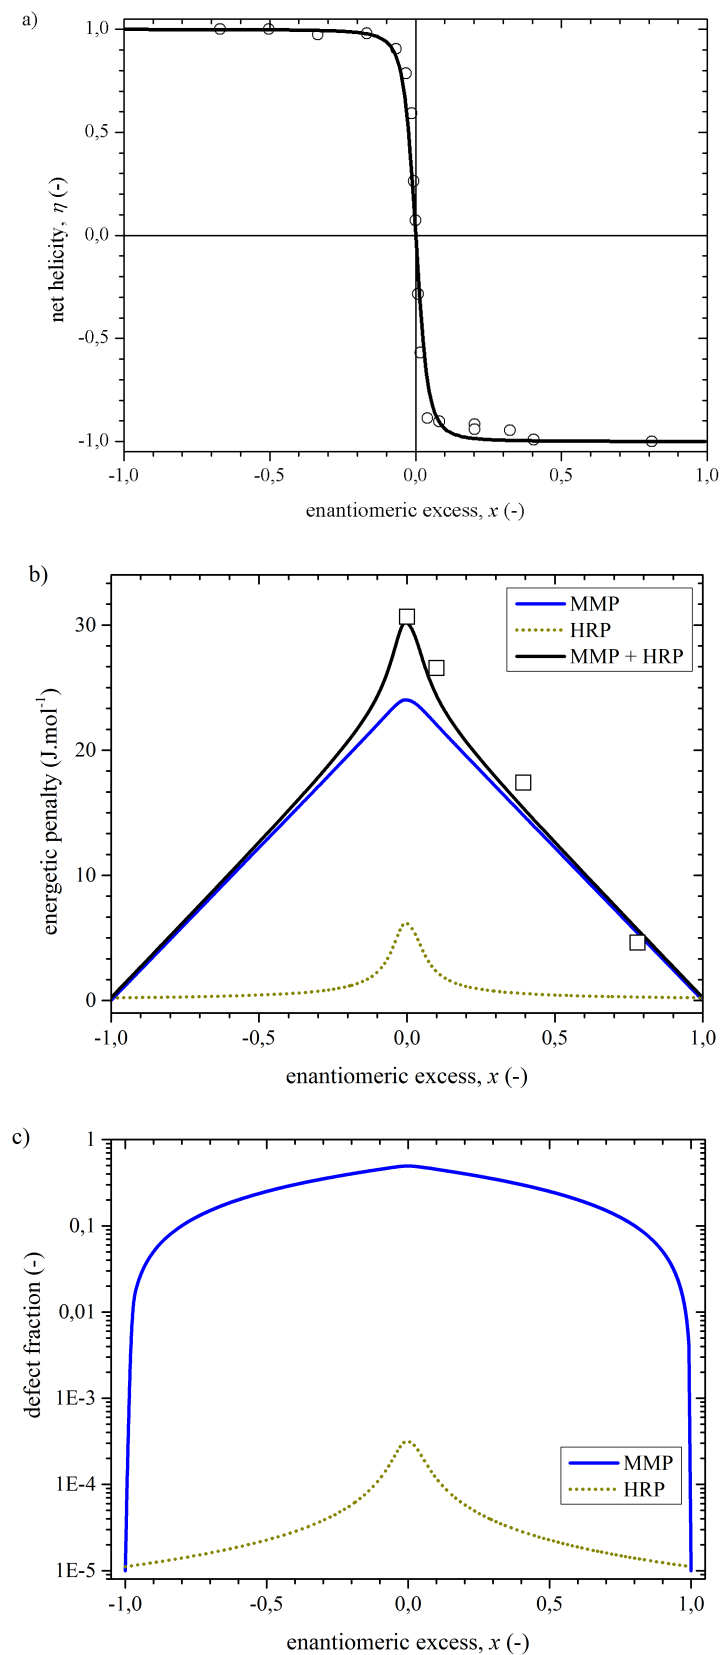 a)
1,0
0,5
0,0
-0,5
-1,0
net helicity, η (-)
-1,0 -0,5 0,0 0,5 1,0
enantiomeric excess, x (-)
b)
30
20
10
0
energetic penalty (J.mol-1)
MMP
HRP
MMP + HRP
-1,0 -0,5 0,0 0,5 1,0
enantiomeric excess, x (-)
c)
1
0,1
0,01
1E-3
1E-4
1E-5
defect fraction (-)
MMP
HRP
-1,0 -0,5 0,0 0,5 1,0
enantiomeric excess, x (-)